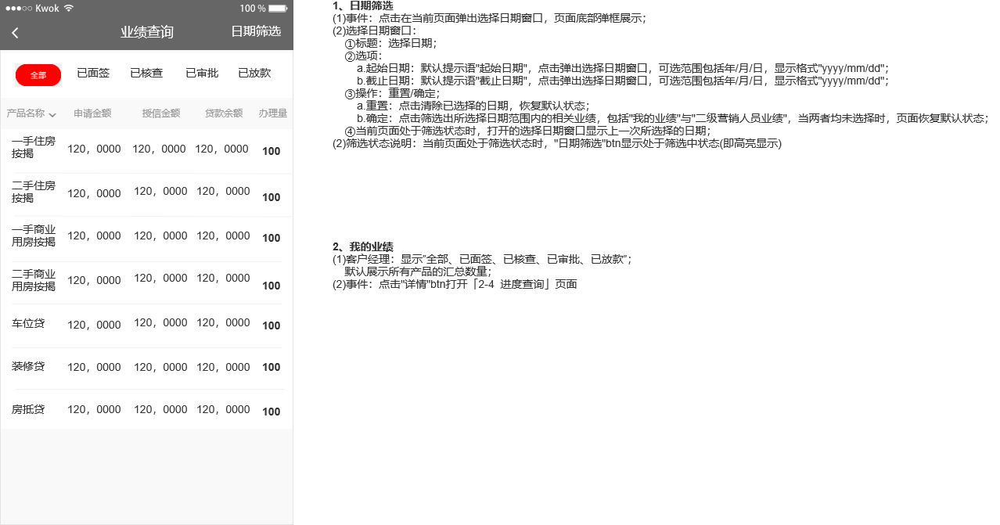 Kwok
100 %
业绩查询
日期筛选
全部 已面签 已核查 已审批 已放款
产品名称 申请金额 授信金额 贷款余额 办理量
一手住房
按揭
120，0000 120，0000 120，0000 100
二手住房
按揭
120，0000 120，0000 120，0000 100
一手商业
用房按揭
120，0000 120，0000 120，0000 100
二手商业
用房按揭
120，0000 120，0000 120，0000 100
车位贷 120，0000 120，0000 120，0000 100
装修贷 120，0000 120，0000 120，0000 100
房抵贷 120，0000 120，0000 120，0000 100
1、日期筛选
(1)事件：点击在当前页面弹出选择日期窗口，页面底部弹框展示；
(2)选择日期窗口：
①标题：选择日期；
②选项：
a.起始日期：默认提示语"起始日期"，点击弹出选择日期窗口，可选范围包括年/月/日，显示格式"yyyy/mm/dd"；
b.截止日期：默认提示语"截止日期"，点击弹出选择日期窗口，可选范围包括年/月/日，显示格式"yyyy/mm/dd"；
③操作：重置/确定；
a.重置：点击清除已选择的日期，恢复默认状态；
b.确定：点击筛选出所选择日期范围内的相关业绩，包括"我的业绩"与"二级营销人员业绩"，当两者均未选择时，页面恢复默认状态；
④当前页面处于筛选状态时，打开的选择日期窗口显示上一次所选择的日期；
(2)筛选状态说明：当前页面处于筛选状态时，"日期筛选"btn显示处于筛选中状态(即高亮显示)
2、我的业绩
(1)客户经理：显示”全部、已面签、已核查、已审批、已放款”；
默认展示所有产品的汇总数量；
(2)事件：点击"详情"btn打开「2-4 进度查询」页面